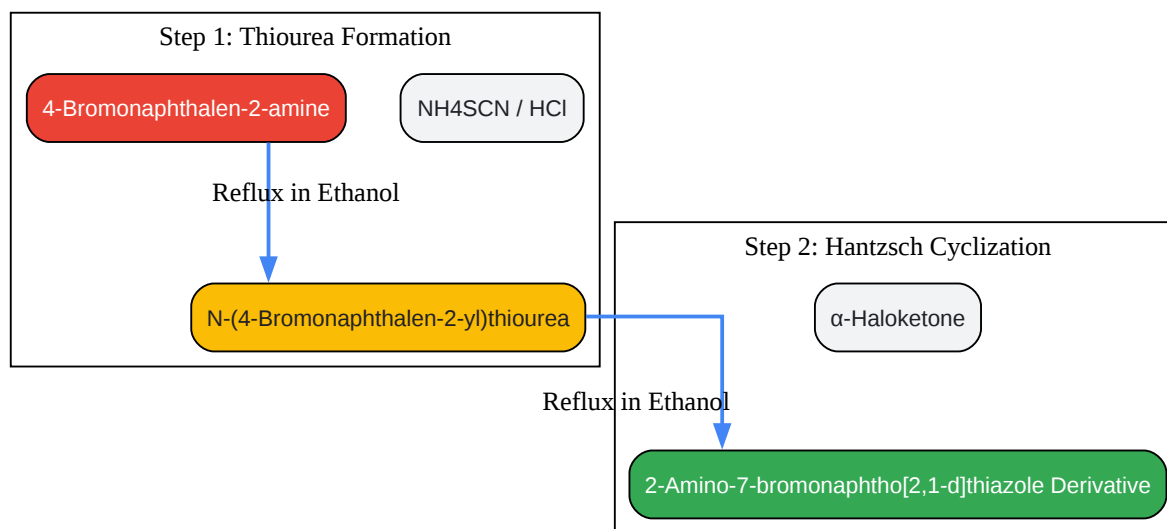 Step 1: Thiourea Formation
4-Bromonaphthalen-2-amine
NH4SCN / HCl
Reflux in Ethanol
N-(4-Bromonaphthalen-2-yl)thiourea
Step 2: Hantzsch Cyclization
α-Haloketone
Reflux in Ethanol
2-Amino-7-bromonaphtho[2,1-d]thiazole Derivative